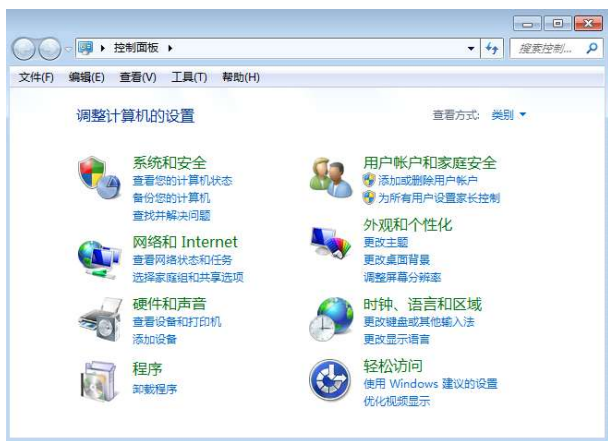 控制面板
搜索控制...
文件(F) 编辑(E) 查看(V) 工具(T) 帮助(H)
调整计算机的设置
查看方式: 类别
系统和安全
查看您的计算机状态
备份您的计算机
查找并解决问题
网络和 Internet
查看网络状态和任务
选择家庭组和共享选项
硬件和声音
查看设备和打印机
添加设备
程序
卸载程序
用户帐户和家庭安全
添加或删除用户帐户
为所有用户设置家长控制
外观和个性化
更改主题
更改桌面背景
调整屏幕分辨率
时钟、语言和区域
更改键盘或其他输入法
更改显示语言
轻松访问
使用 Windows 建议的设置
优化视频显示